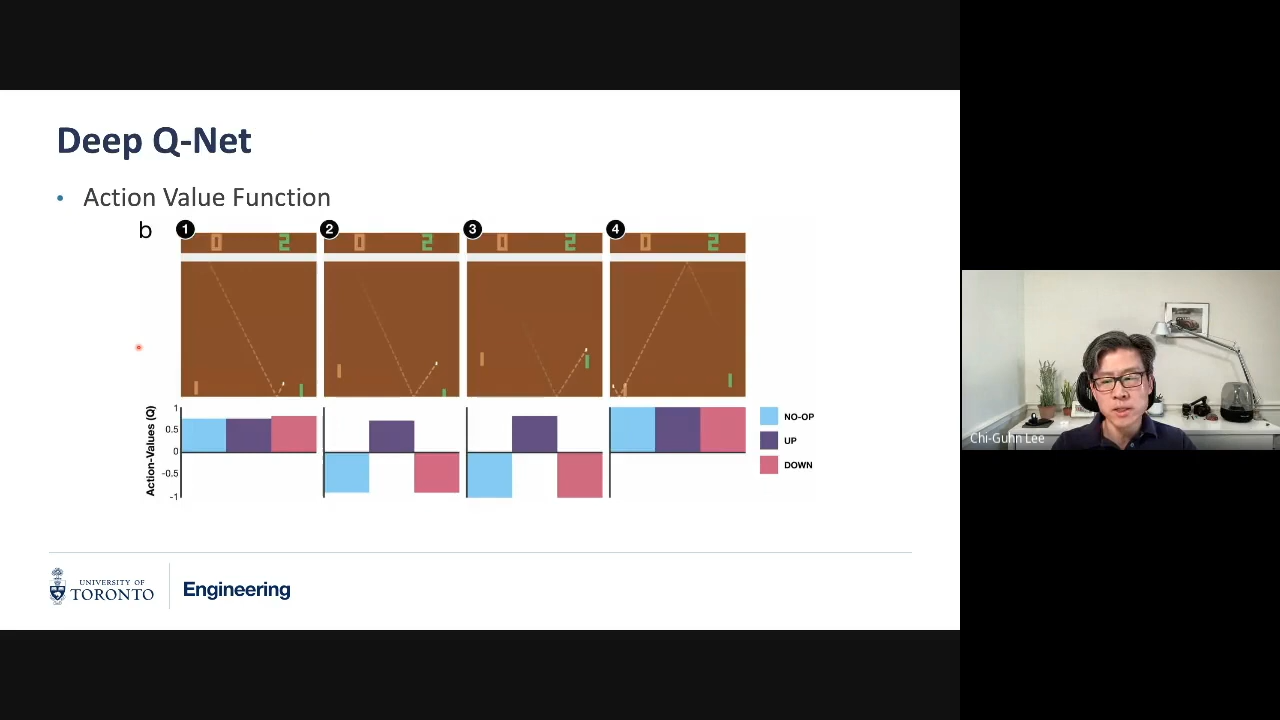 Deep Q-Net
• Action Value Function
b
1 2 3 4
0 2 0 2 0 2 0 2
Action-Values (Q)
1
0.5
0
-0.5
-1
NO-OP
UP
DOWN
Chi-Guhn Lee
UNIVERSITY OF
TORONTO
Engineering